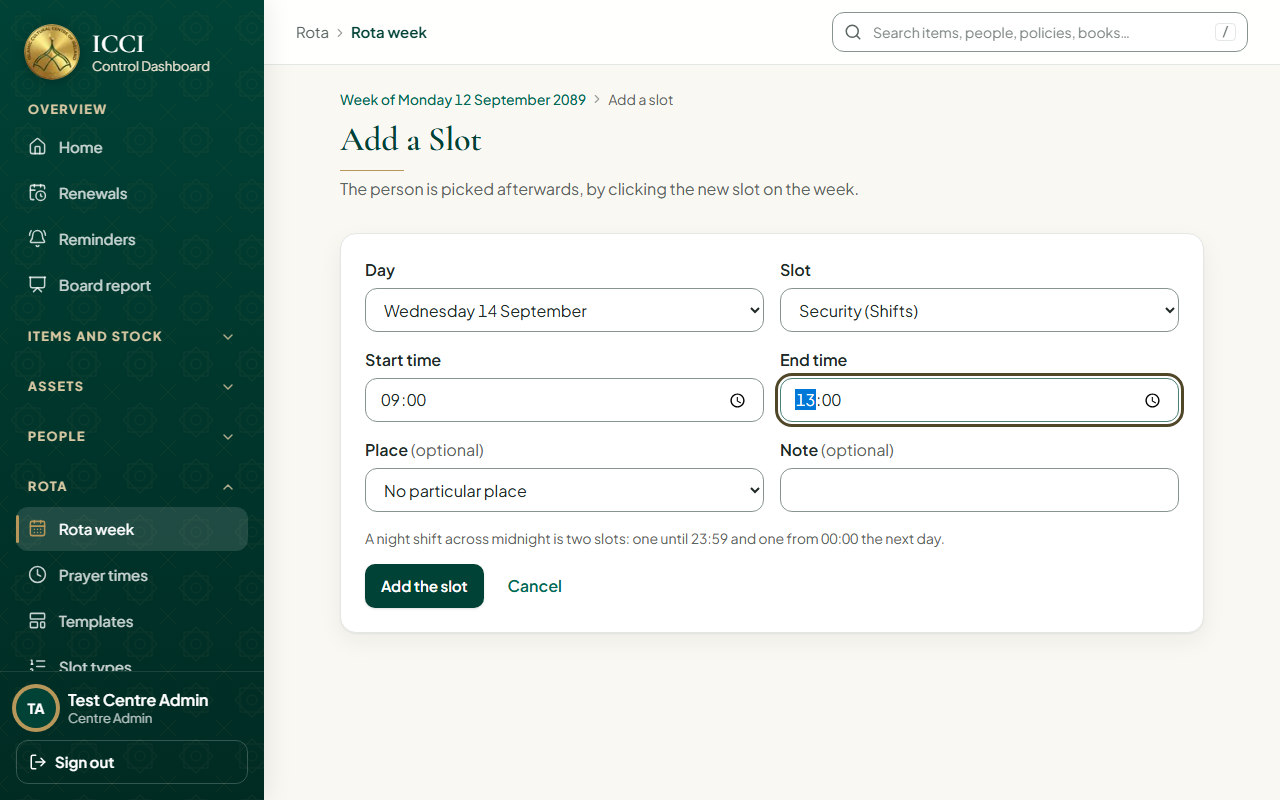 ICCI
Control Dashboard
OVERVIEW
Home
Renewals
Reminders
Board report
ITEMS AND STOCK
ASSETS
PEOPLE
ROTA
Rota week
Prayer times
Templates
Slot types
TA
Test Centre Admin
Centre Admin
Sign out
Rota > Rota week
Search items, people, policies, books…
/
Week of Monday 12 September 2089 > Add a slot
Add a Slot
The person is picked afterwards, by clicking the new slot on the week.
Day
Wednesday 14 September
Slot
Security (Shifts)
Start time
09:00
End time
13:00
Place (optional)
No particular place
Note (optional)
A night shift across midnight is two slots: one until 23:59 and one from 00:00 the next day.
Add the slot
Cancel